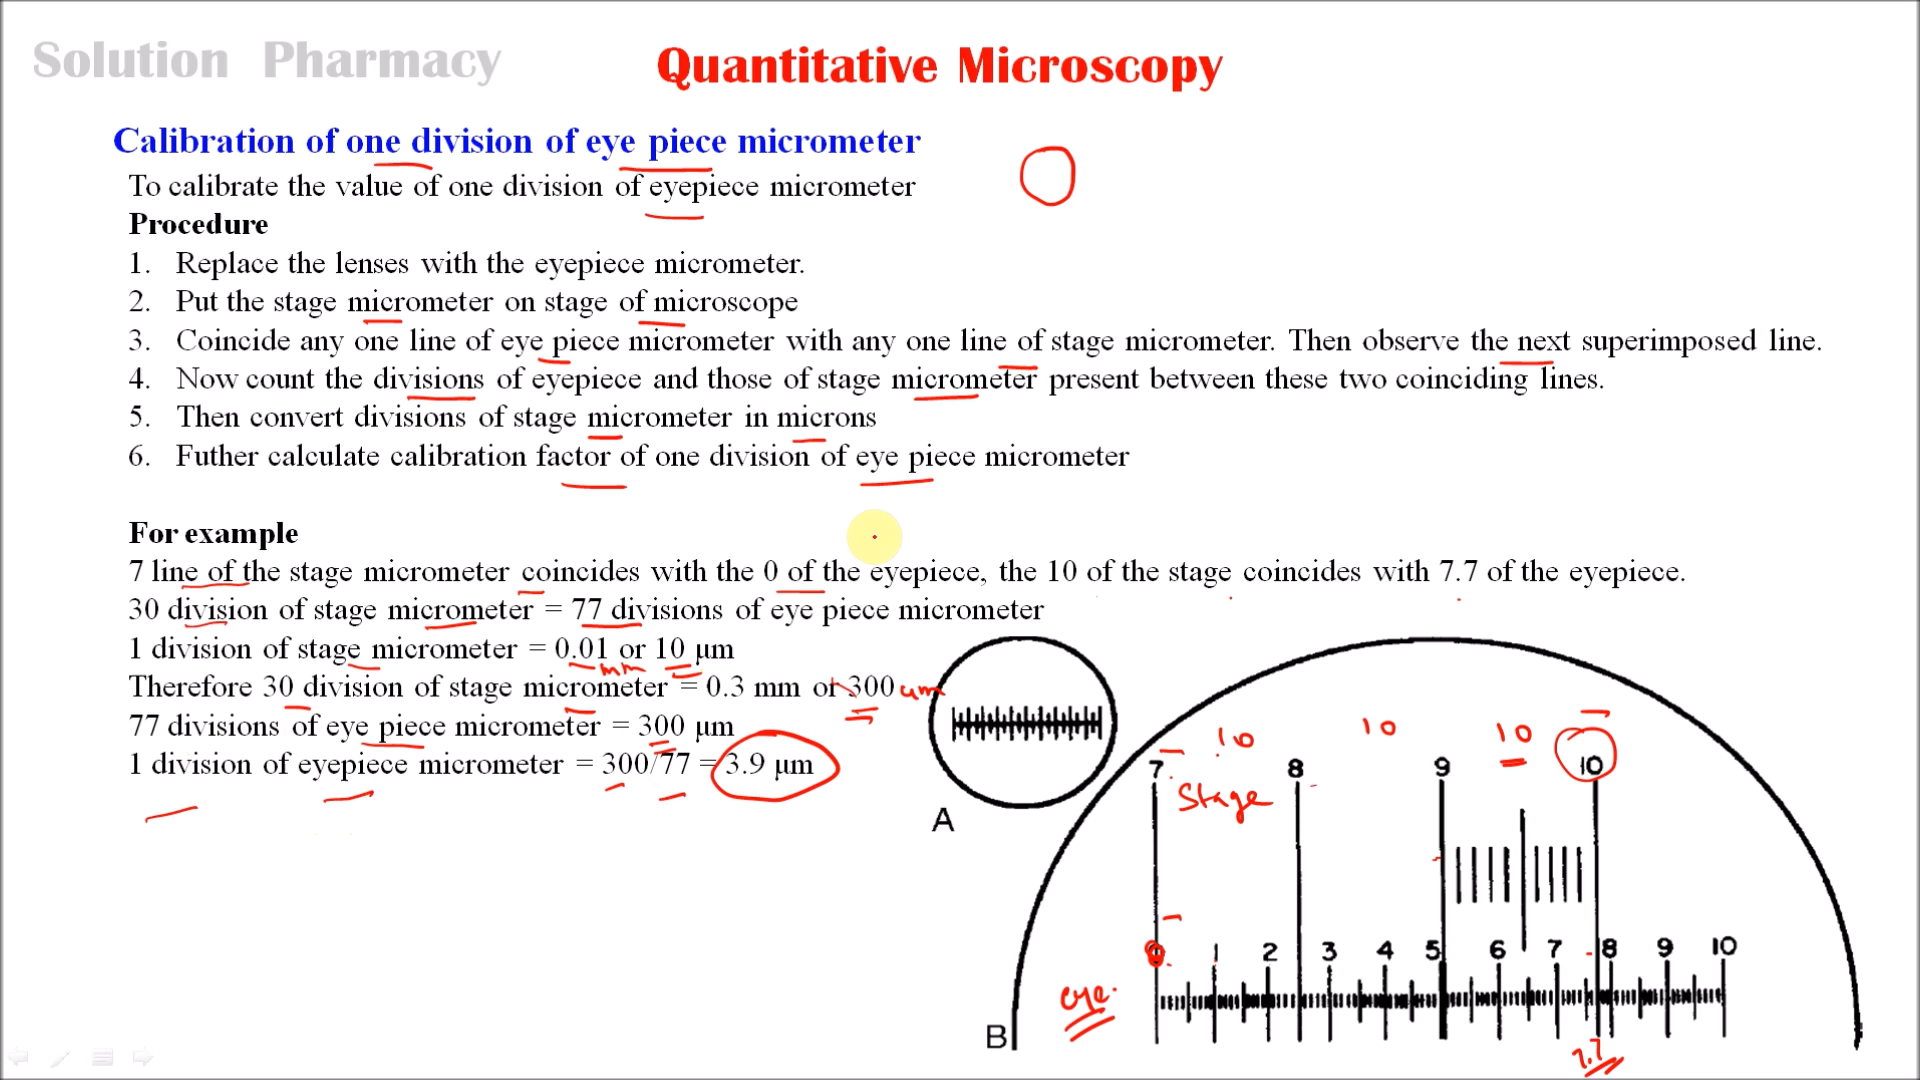 Solution Pharmacy
Quantitative Microscopy
Calibration of one division of eye piece micrometer
To calibrate the value of one division of eyepiece micrometer
Procedure
1. Replace the lenses with the eyepiece micrometer.
2. Put the stage micrometer on stage of microscope
3. Coincide any one line of eye piece micrometer with any one line of stage micrometer. Then observe the next superimposed line.
4. Now count the divisions of eyepiece and those of stage micrometer present between these two coinciding lines.
5. Then convert divisions of stage micrometer in microns
6. Futher calculate calibration factor of one division of eye piece micrometer
For example
7 line of the stage micrometer coincides with the 0 of the eyepiece, the 10 of the stage coincides with 7.7 of the eyepiece.
30 division of stage micrometer = 77 divisions of eye piece micrometer
1 division of stage micrometer = 0.01 or 10 μm
mm
Therefore 30 division of stage micrometer = 0.3 mm or 300 um
77 divisions of eye piece micrometer = 300 μm
1 division of eyepiece micrometer = 300/77 = 3.9 μm
A
10 10 10
7 8 9 10
Stage
0 1 2 3 4 5 6 7 8 9 10
eye
B
7.7